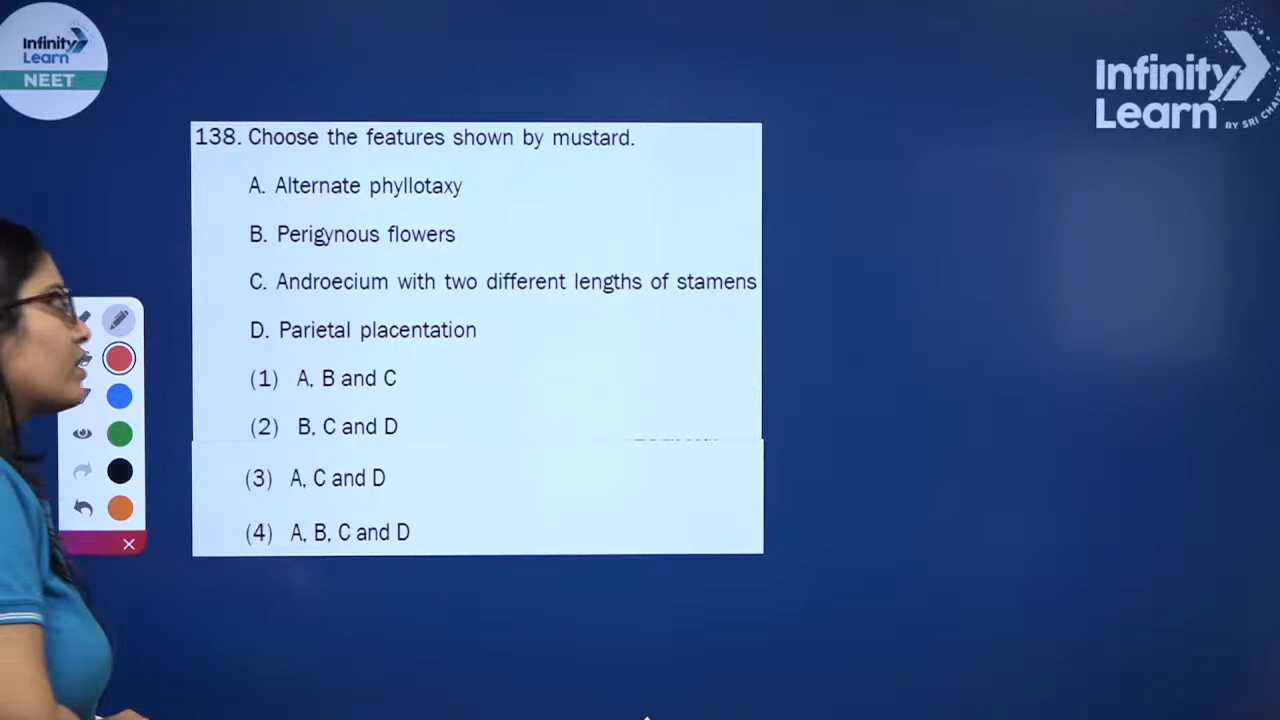 Infinity
Learn
NEET
Infinity
Learn
BY SRI
138. Choose the features shown by mustard.
A. Alternate phyllotaxy
B. Perigynous flowers
C. Androecium with two different lengths of stamens
D. Parietal placentation
(1) A, B and C
(2) B, C and D
(3) A, C and D
(4) A, B, C and D